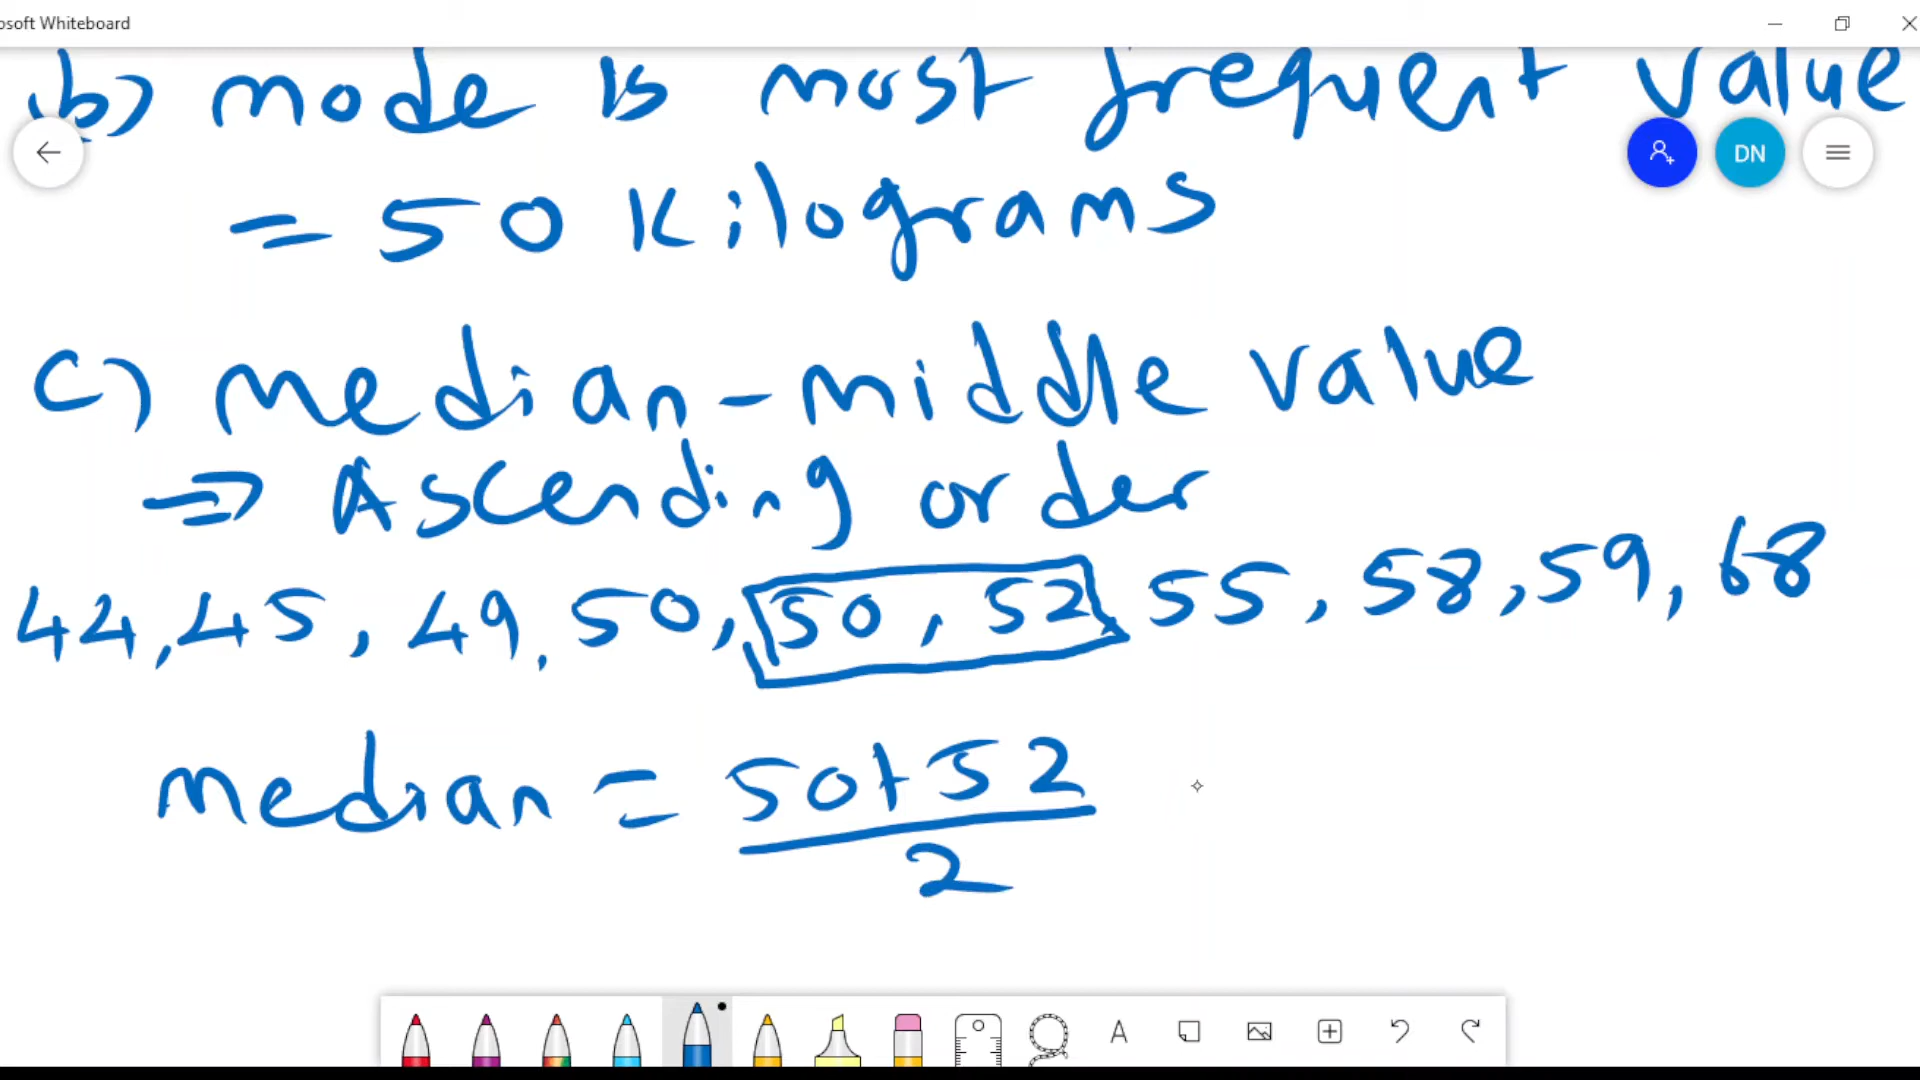 osoft Whiteboard
b) mode is most frequent value
DN
= 50 Kilograms
c) Median - middle value
⇒ Ascending order
44, 45, 49, 50, 50, 52, 55, 58, 59, 68
median = 50+52
2
A